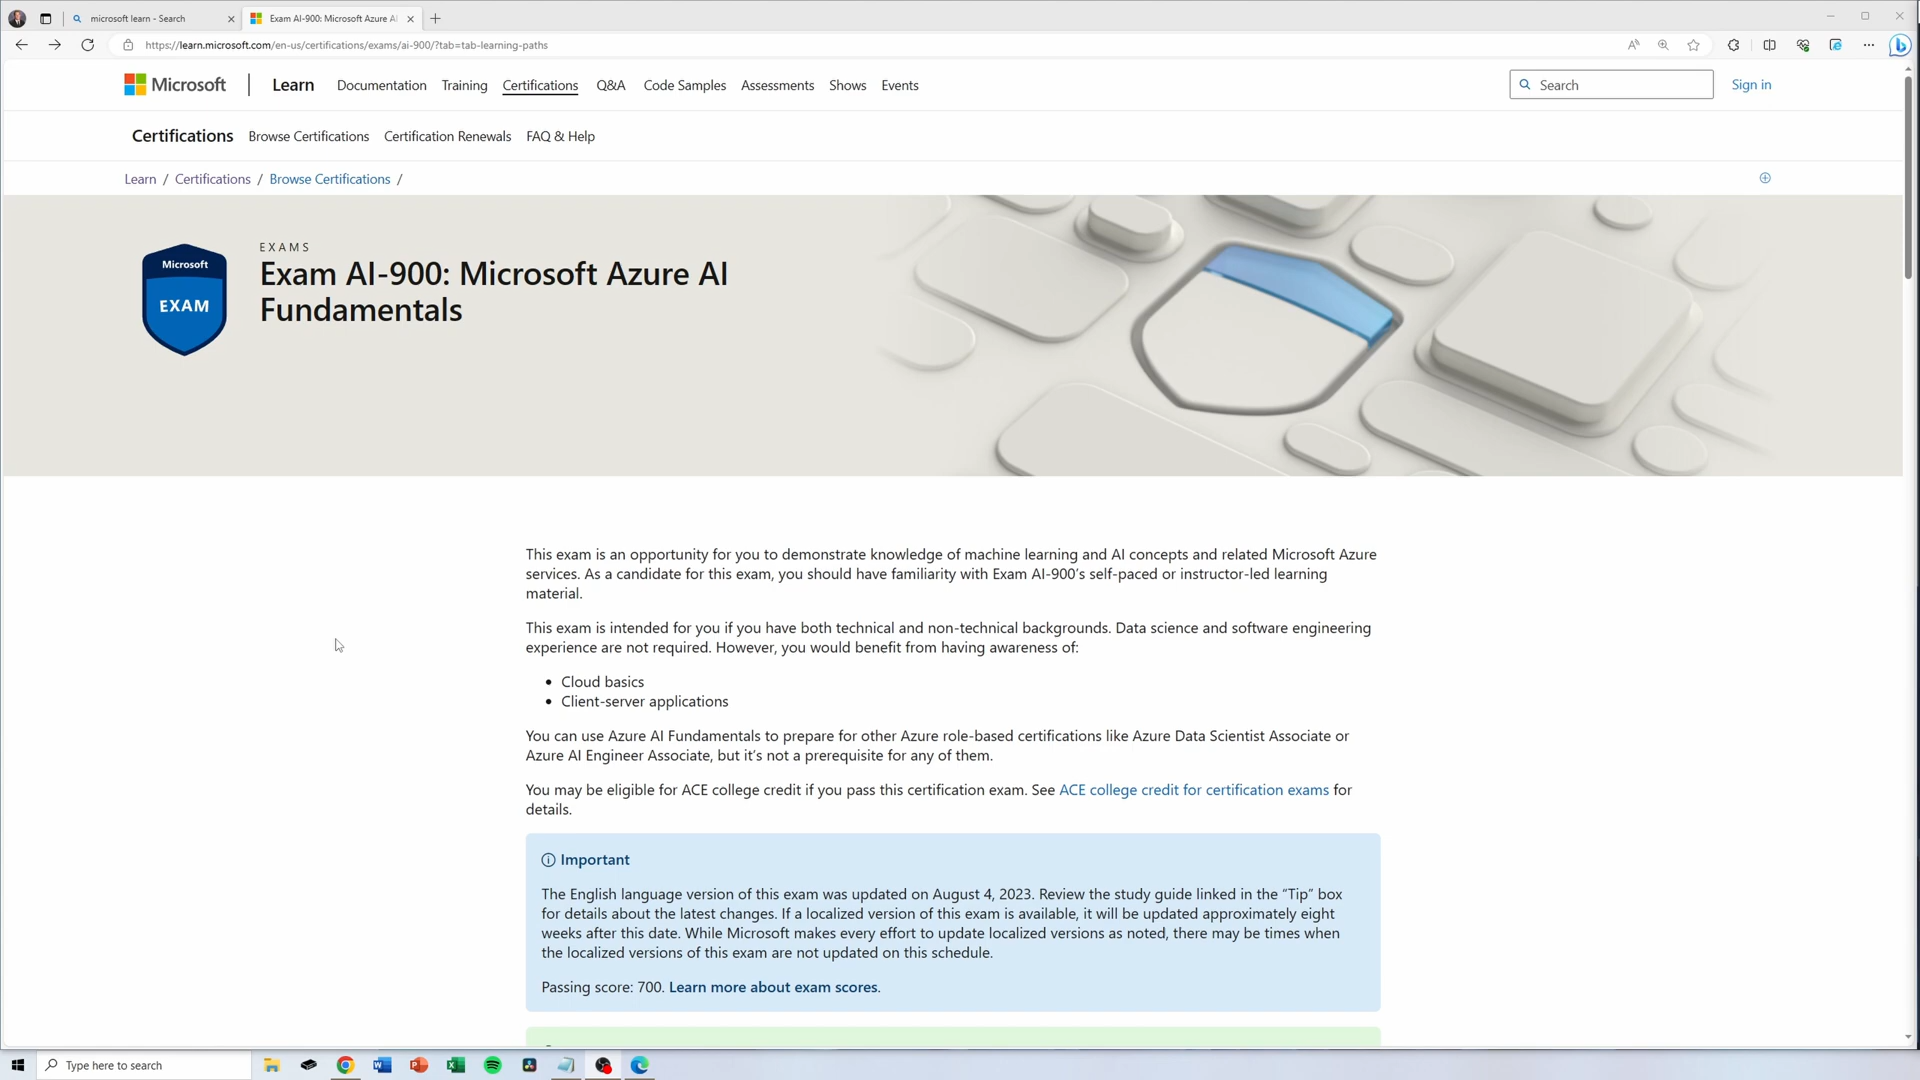 microsoft learn - Search
Exam AI-900: Microsoft Azure AI
https://learn.microsoft.com/en-us/certifications/exams/ai-900/?tab=tab-learning-paths
Microsoft
Learn
Documentation
Training
Certifications
Q&A
Code Samples
Assessments
Shows
Events
Search
Sign in
Certifications
Browse Certifications
Certification Renewals
FAQ & Help
Learn / Certifications / Browse Certifications /
Microsoft
EXAM
EXAMS
Exam AI-900: Microsoft Azure AI
Fundamentals
This exam is an opportunity for you to demonstrate knowledge of machine learning and AI concepts and related Microsoft Azure
services. As a candidate for this exam, you should have familiarity with Exam AI-900’s self-paced or instructor-led learning
material.
This exam is intended for you if you have both technical and non-technical backgrounds. Data science and software engineering
experience are not required. However, you would benefit from having awareness of:
• Cloud basics
• Client-server applications
You can use Azure AI Fundamentals to prepare for other Azure role-based certifications like Azure Data Scientist Associate or
Azure AI Engineer Associate, but it’s not a prerequisite for any of them.
You may be eligible for ACE college credit if you pass this certification exam. See ACE college credit for certification exams for
details.
Important
The English language version of this exam was updated on August 4, 2023. Review the study guide linked in the “Tip” box
for details about the latest changes. If a localized version of this exam is available, it will be updated approximately eight
weeks after this date. While Microsoft makes every effort to update localized versions as noted, there may be times when
the localized versions of this exam are not updated on this schedule.
Passing score: 700. Learn more about exam scores.
Type here to search